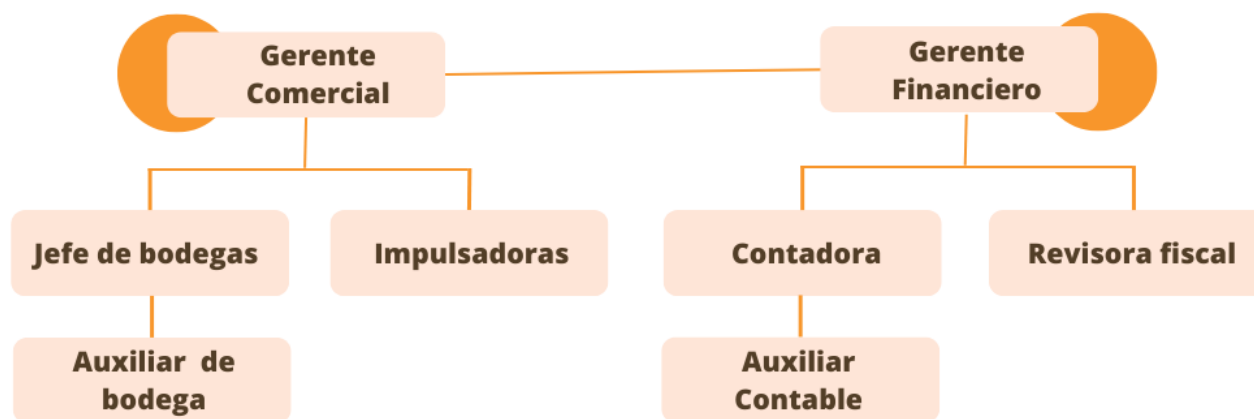 Gerente
Comercial
Gerente
Financiero
Jefe de bodegas
Impulsadoras
Contadora
Revisora fiscal
Auxiliar de
bodega
Auxiliar
Contable